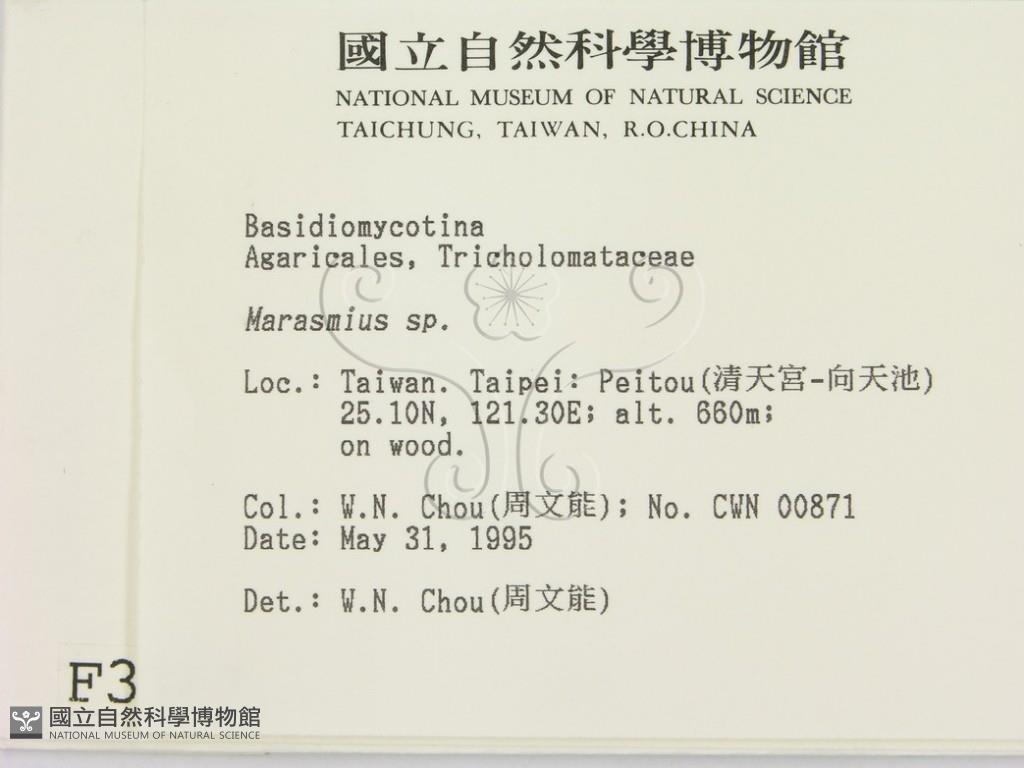 國立自然科學博物館
NATIONAL MUSEUM OF NATURAL SCIENCE
TAICHUNG, TAIWAN, R.O.CHINA
Basidiomycotina
Agaricales, Tricholomataceae
Marasmius sp.
Loc.: Taiwan. Taipei: Peitou(清天宮-向天池)
25.10N, 121.30E; alt. 660m;
on wood.
Col.: W.N. Chou(周文能); No. CWN 00871
Date: May 31, 1995
Det.: W.N. Chou(周文能)
F3
國立自然科學博物館
NATIONAL MUSEUM OF NATURAL SCIENCE